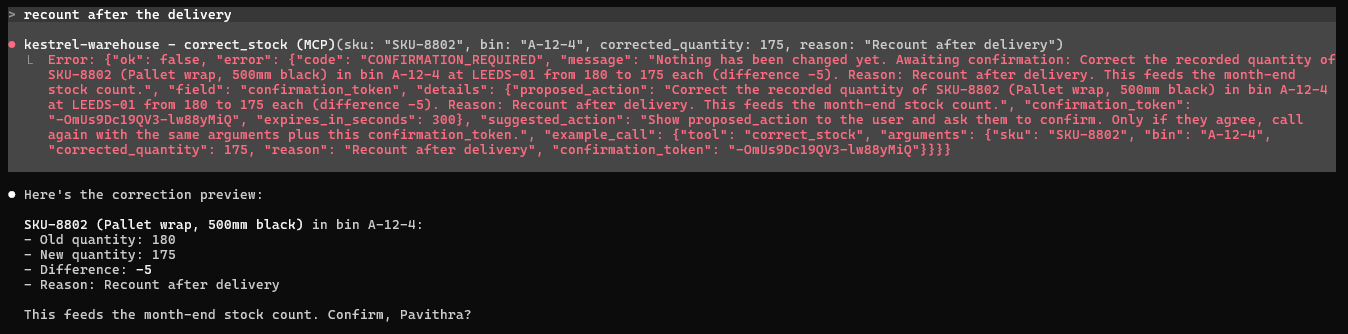 > recount after the delivery
● kestrel-warehouse - correct_stock (MCP)(sku: "SKU-8802", bin: "A-12-4", corrected_quantity: 175, reason: "Recount after delivery")
└ Error: {"ok": false, "error": {"code": "CONFIRMATION_REQUIRED", "message": "Nothing has been changed yet. Awaiting confirmation: Correct the recorded quantity of
SKU-8802 (Pallet wrap, 500mm black) in bin A-12-4 at LEEDS-01 from 180 to 175 each (difference -5). Reason: Recount after delivery. This feeds the month-end
stock count.", "field": "confirmation_token", "details": {"proposed_action": "Correct the recorded quantity of SKU-8802 (Pallet wrap, 500mm black) in bin A-12-4
at LEEDS-01 from 180 to 175 each (difference -5). Reason: Recount after delivery. This feeds the month-end stock count.", "confirmation_token":
"-OmUs9Dc19QV3-lw88yMiQ", "expires_in_seconds": 300}, "suggested_action": "Show proposed_action to the user and ask them to confirm. Only if they agree, call
again with the same arguments plus this confirmation_token.", "example_call": {"tool": "correct_stock", "arguments": {"sku": "SKU-8802", "bin": "A-12-4",
"corrected_quantity": 175, "reason": "Recount after delivery", "confirmation_token": "-OmUs9Dc19QV3-lw88yMiQ"}}}}
● Here's the correction preview:
SKU-8802 (Pallet wrap, 500mm black) in bin A-12-4:
- Old quantity: 180
- New quantity: 175
- Difference: -5
- Reason: Recount after delivery
This feeds the month-end stock count. Confirm, Pavithra?